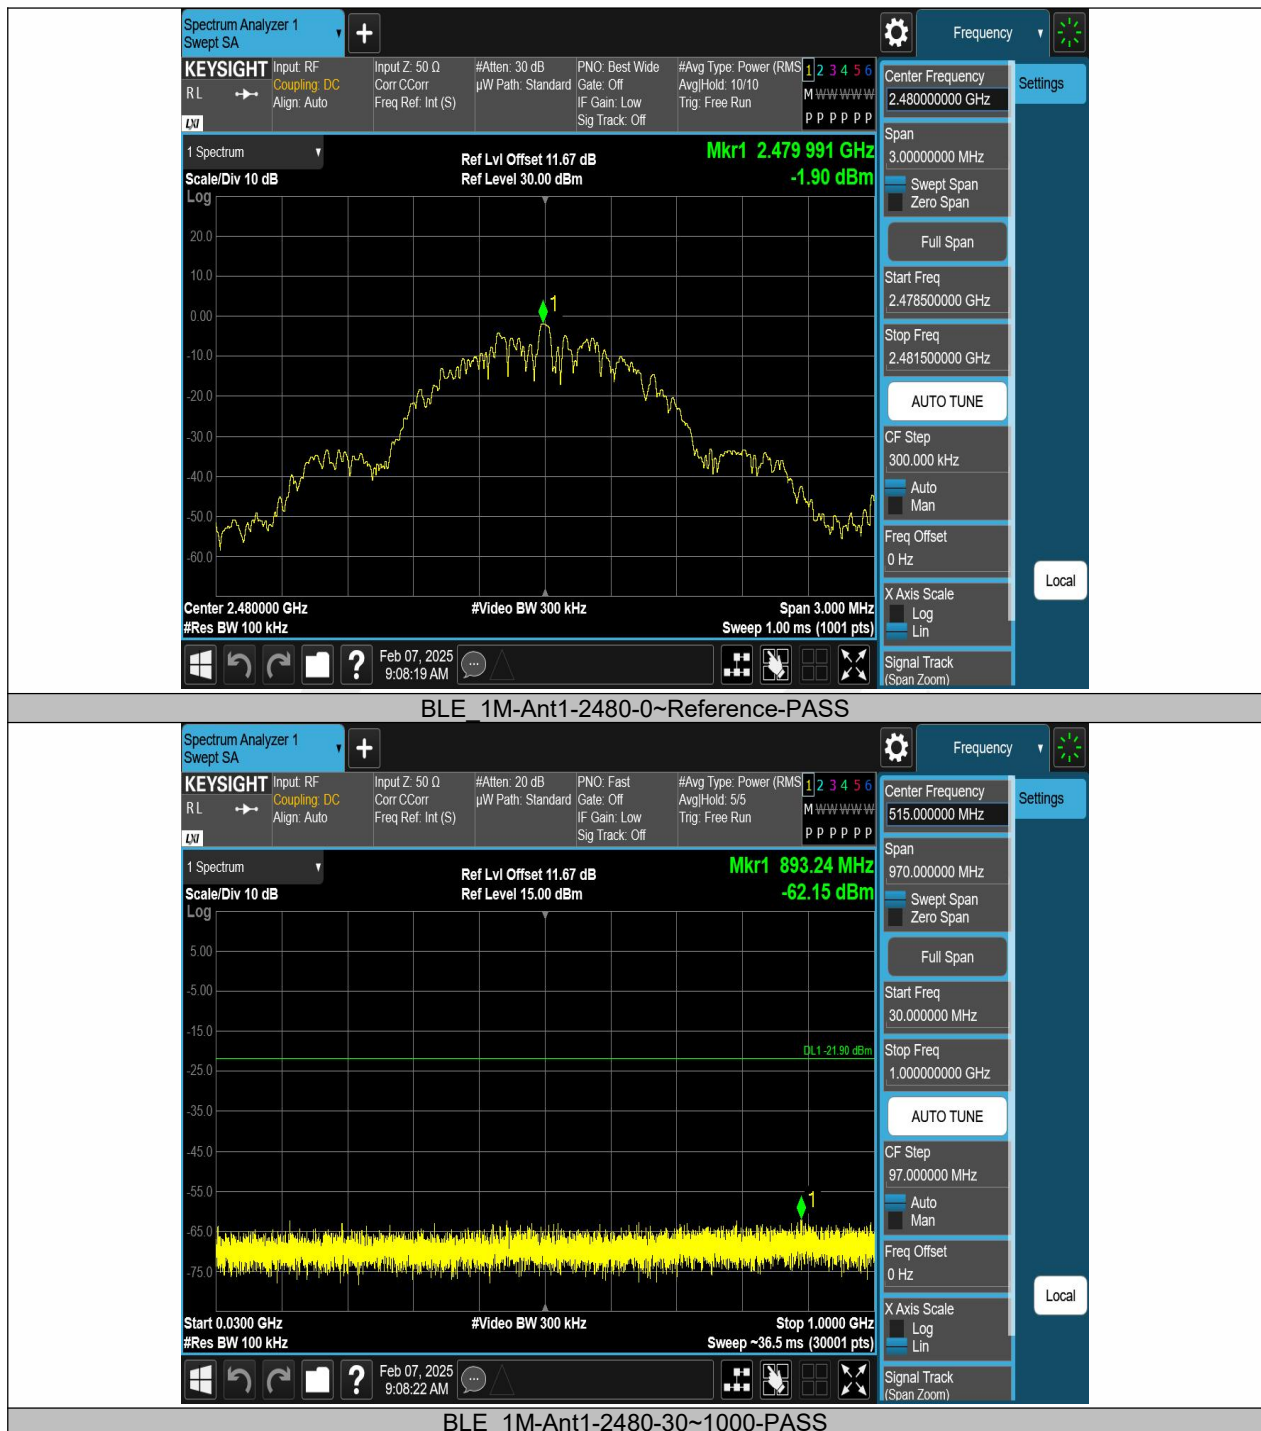 Spectrum Analyzer 1
Swept SA
Frequency
KEYSIGHT
RL
LXI
Input: RF
Coupling: DC
Align: Auto
Input Z: 50 Ω
Corr CCorr
Freq Ref: Int (S)
#Atten: 30 dB
µW Path: Standard
PNO: Best Wide
Gate: Off
IF Gain: Low
Sig Track: Off
#Avg Type: Power (RMS
Avg|Hold: 10/10
Trig: Free Run
1 2 3 4 5 6
M W W W W W
P P P P P P
Center Frequency
2.480000000 GHz
Settings
Span
3.00000000 MHz
Swept Span
Zero Span
Full Span
Start Freq
2.478500000 GHz
Stop Freq
2.481500000 GHz
AUTO TUNE
CF Step
300.000 kHz
Auto
Man
Freq Offset
0 Hz
X Axis Scale
Log
Lin
Signal Track
(Span Zoom)
Local
1 Spectrum
Scale/Div 10 dB
Log
Ref Lvl Offset 11.67 dB
Ref Level 30.00 dBm
Mkr1 2.479 991 GHz
-1.90 dBm
20.0
10.0
0.00
-10.0
-20.0
-30.0
-40.0
-50.0
-60.0
1
Center 2.480000 GHz
#Res BW 100 kHz
#Video BW 300 kHz
Span 3.000 MHz
Sweep 1.00 ms (1001 pts)
?
Feb 07, 2025
9:08:19 AM
BLE_1M-Ant1-2480-0~Reference-PASS
Spectrum Analyzer 1
Swept SA
Frequency
KEYSIGHT
RL
LXI
Input: RF
Coupling: DC
Align: Auto
Input Z: 50 Ω
Corr CCorr
Freq Ref: Int (S)
#Atten: 20 dB
µW Path: Standard
PNO: Fast
Gate: Off
IF Gain: Low
Sig Track: Off
#Avg Type: Power (RMS
Avg|Hold: 5/5
Trig: Free Run
1 2 3 4 5 6
M W W W W W
P P P P P P
Center Frequency
515.000000 MHz
Settings
Span
970.000000 MHz
Swept Span
Zero Span
Full Span
Start Freq
30.000000 MHz
Stop Freq
1.000000000 GHz
AUTO TUNE
CF Step
97.000000 MHz
Auto
Man
Freq Offset
0 Hz
X Axis Scale
Log
Lin
Signal Track
(Span Zoom)
Local
1 Spectrum
Scale/Div 10 dB
Log
Ref Lvl Offset 11.67 dB
Ref Level 15.00 dBm
Mkr1 893.24 MHz
-62.15 dBm
5.00
-5.00
-15.0
DL1 -21.90 dBm
-25.0
-35.0
-45.0
-55.0
-65.0
-75.0
1
Start 0.0300 GHz
#Res BW 100 kHz
#Video BW 300 kHz
Stop 1.0000 GHz
Sweep ~36.5 ms (30001 pts)
?
Feb 07, 2025
9:08:22 AM
BLE_1M-Ant1-2480-30~1000-PASS